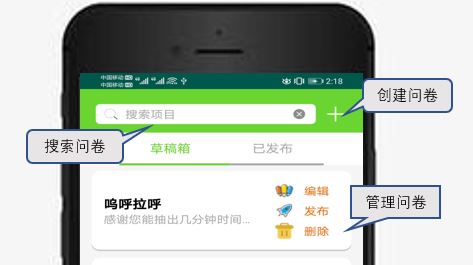 中国移动 HD
中国移动 HD
2:18
搜索项目
创建问卷
搜索问卷
草稿箱
已发布
呜呼拉呼
感谢您能抽出几分钟时间...
编辑
发布
删除
管理问卷